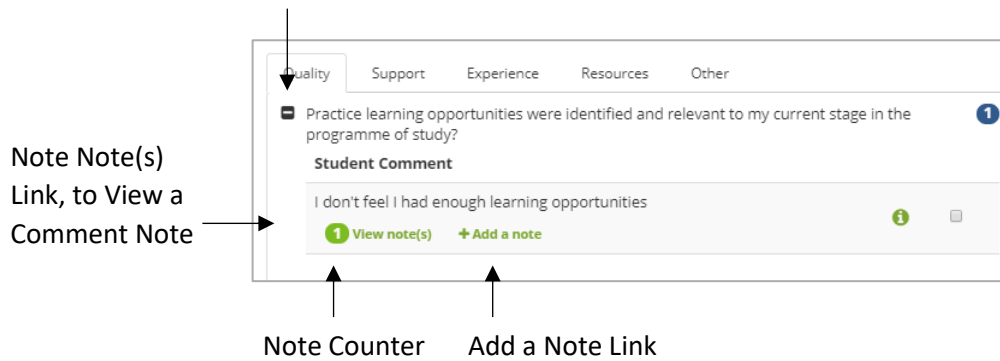 Quality Support Experience Resources Other
Practice learning opportunities were identified and relevant to my current stage in the
programme of study?
1
Student Comment
Note Note(s)
Link, to View a
Comment Note
I don't feel I had enough learning opportunities
1 View note(s) + Add a note
Note Counter Add a Note Link